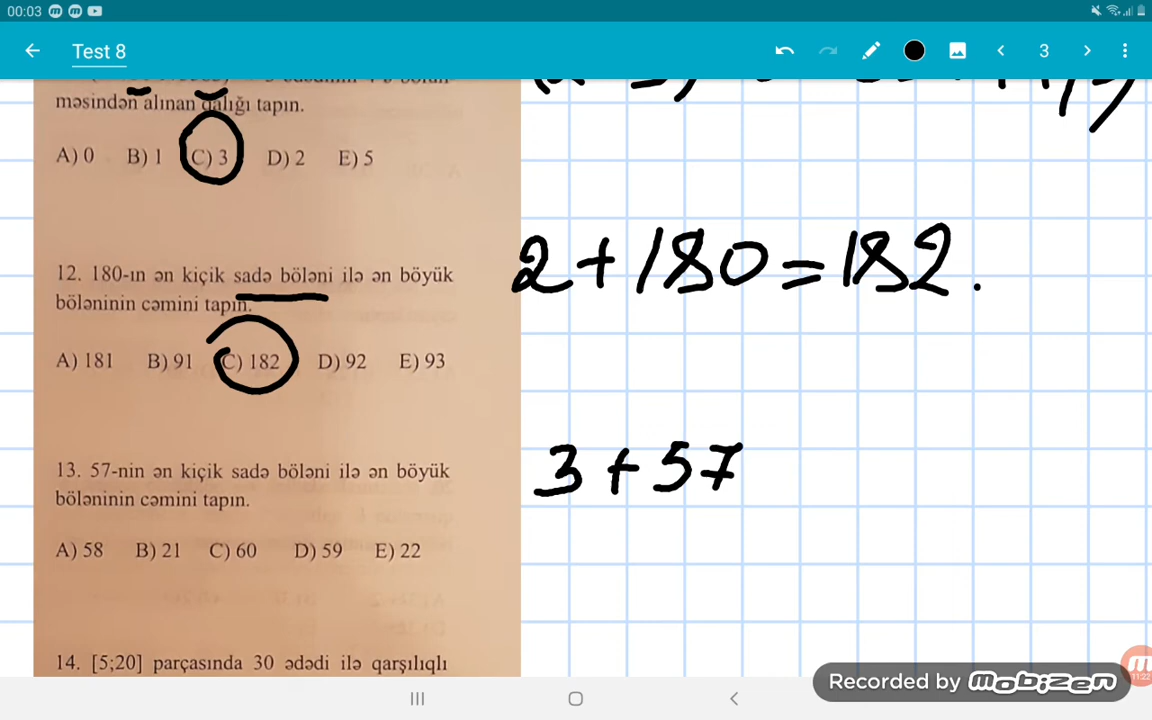 00:03
Test 8
3
məsindən alınan qalığı tapın.
A) 0 B) 1 C) 3 D) 2 E) 5
12. 180-ın ən kiçik sadə böləni ilə ən böyük
böləninin cəmini tapın.
2 + 180 = 182.
A) 181 B) 91 C) 182 D) 92 E) 93
13. 57-nin ən kiçik sadə böləni ilə ən böyük
böləninin cəmini tapın.
3 + 57
A) 58 B) 21 C) 60 D) 59 E) 22
14. [5;20] parçasında 30 ədədi ilə qarşılıqlı
Recorded by mobizen
11:22